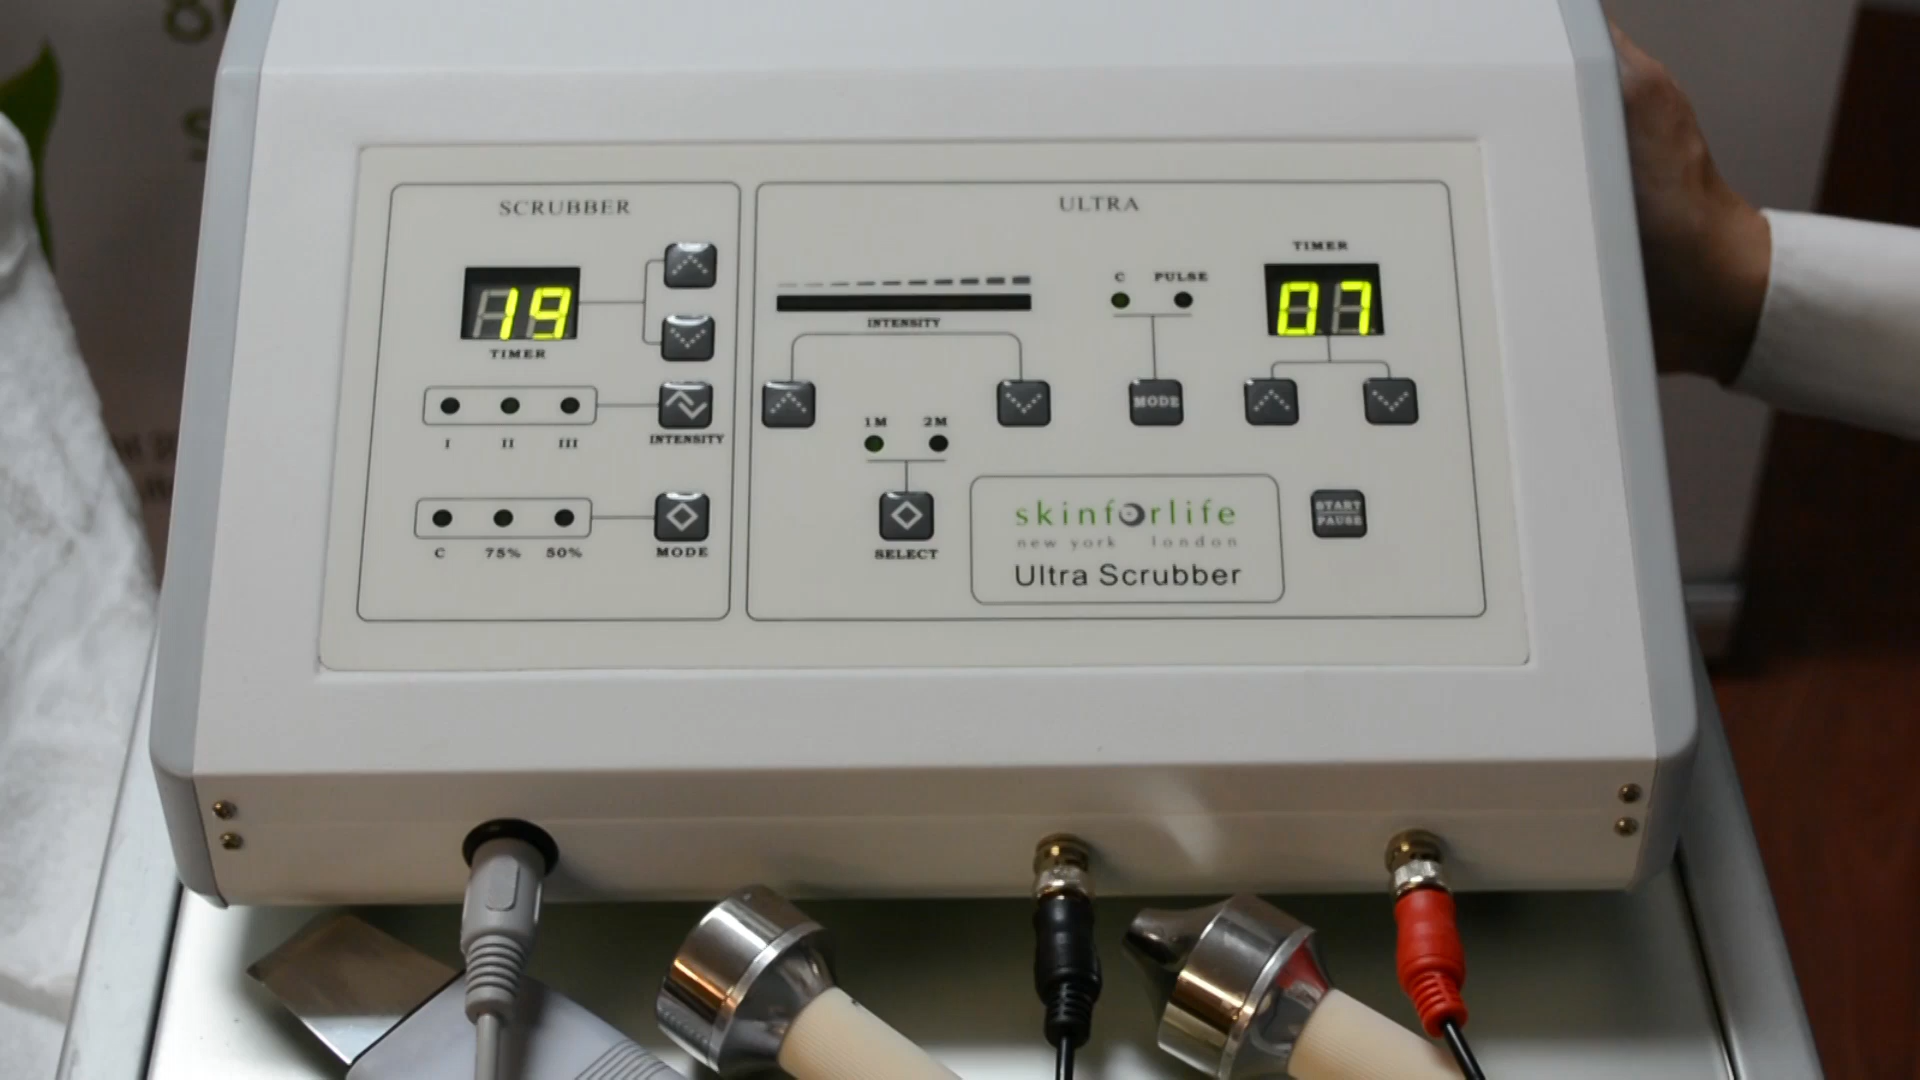 SCRUBBER
19
TIMER
I II III
INTENSITY
C 75% 50%
MODE
ULTRA
INTENSITY
1M 2M
SELECT
C PULSE
MODE
TIMER
07
START
PAUSE
skinforlife
new york london
Ultra Scrubber